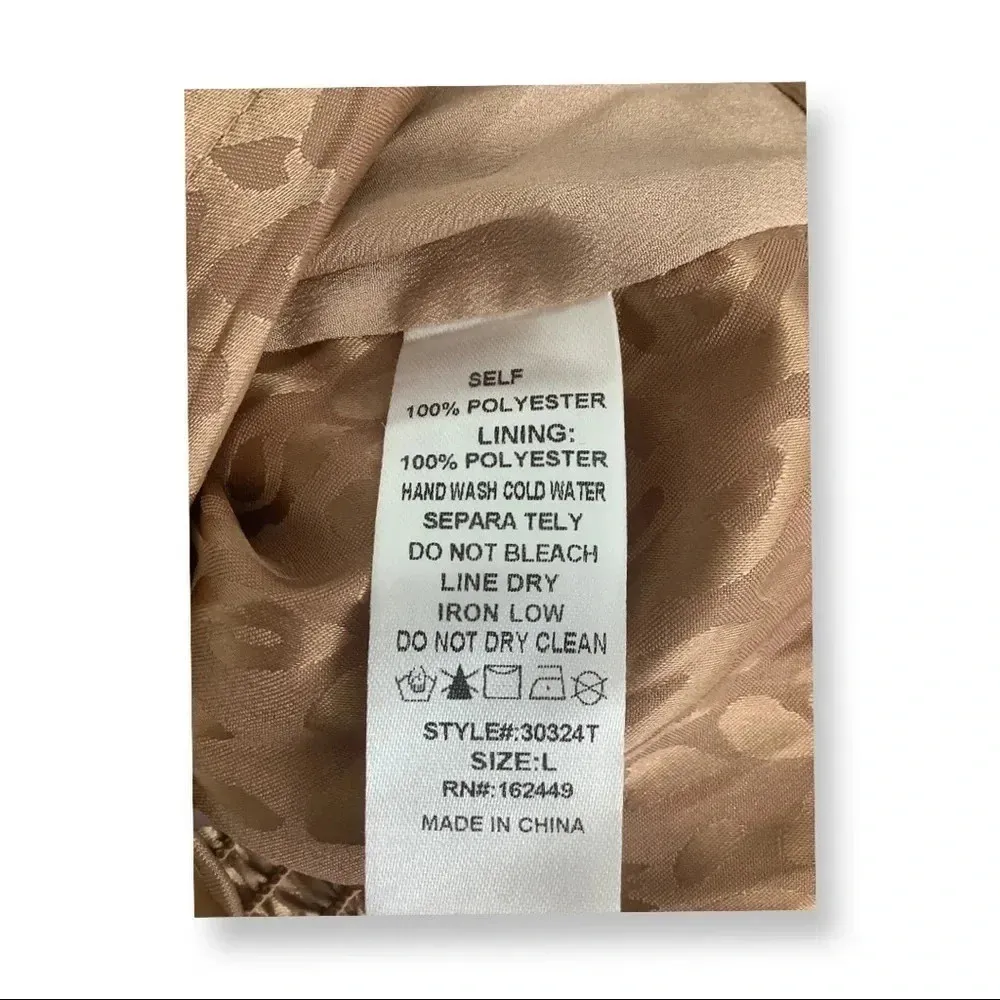 SELF
100% POLYESTER
LINING:
100% POLYESTER
HAND WASH COLD WATER
SEPARA TELY
DO NOT BLEACH
LINE DRY
IRON LOW
DO NOT DRY CLEAN
STYLE#:30324T
SIZE:L
RN#:162449
MADE IN CHINA